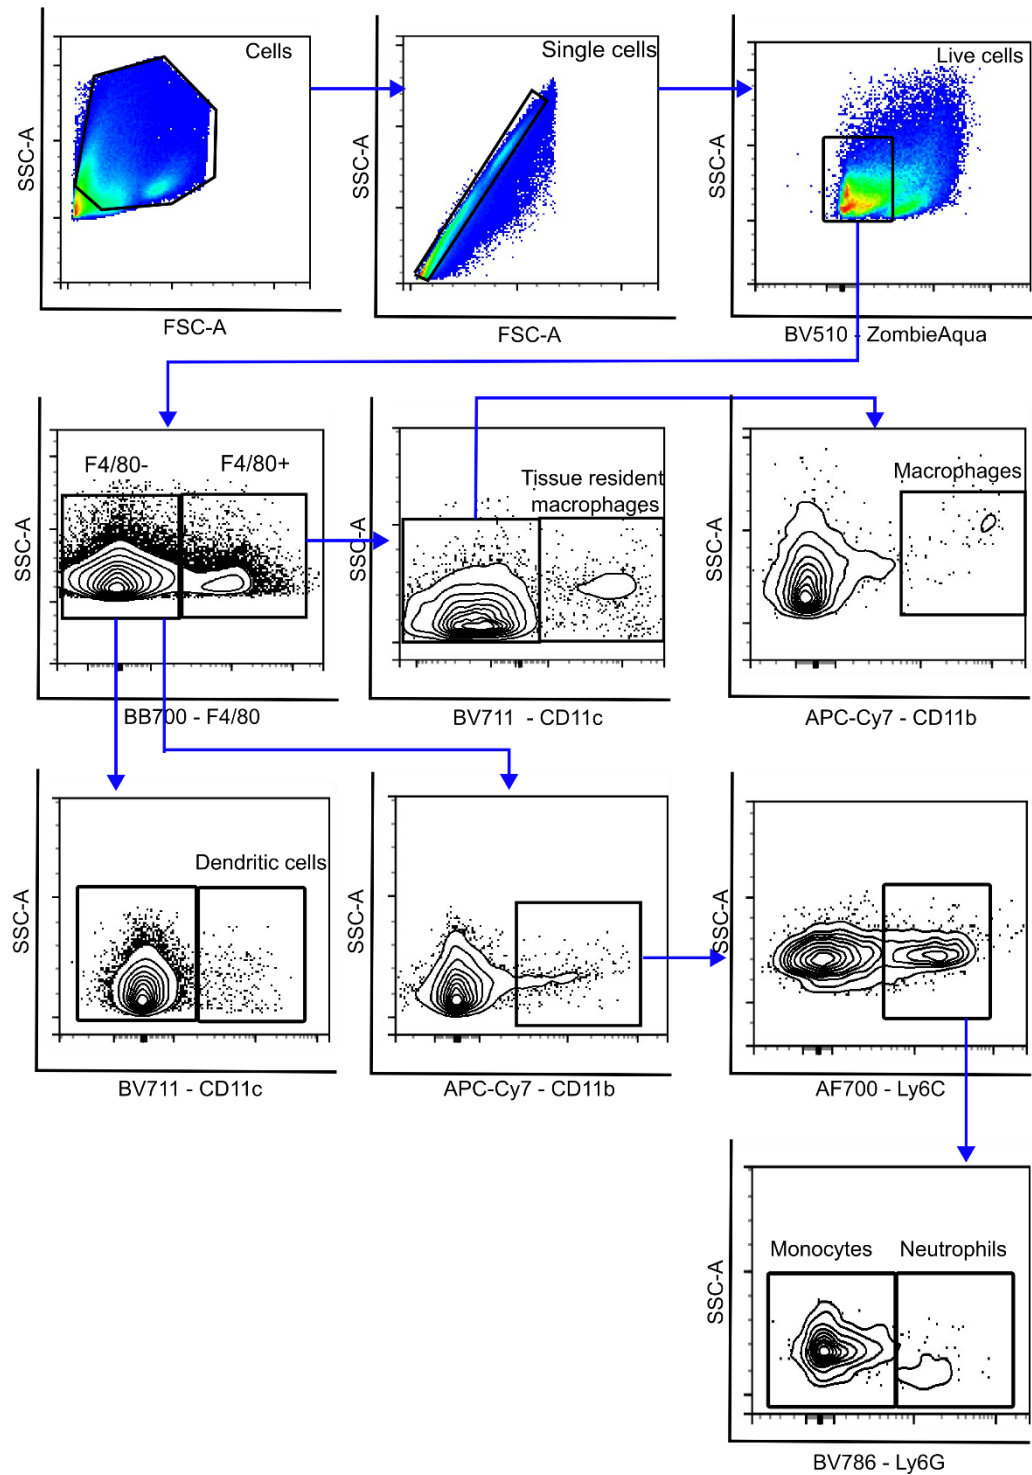 Cells
SSC-A
FSC-A
Single cells
SSC-A
FSC-A
Live cells
SSC-A
BV510 - ZombieAqua
F4/80-
F4/80+
SSC-A
BB700 - F4/80
Tissue resident
macrophages
SSC-A
BV711 - CD11c
Macrophages
SSC-A
APC-Cy7 - CD11b
Dendritic cells
SSC-A
BV711 - CD11c
SSC-A
APC-Cy7 - CD11b
SSC-A
AF700 - Ly6C
Monocytes
Neutrophils
SSC-A
BV786 - Ly6G